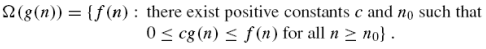 Ω(g(n)) = {f(n) : there exist positive constants c and n₀ such that
0 ≤ cg(n) ≤ f(n) for all n ≥ n₀} .